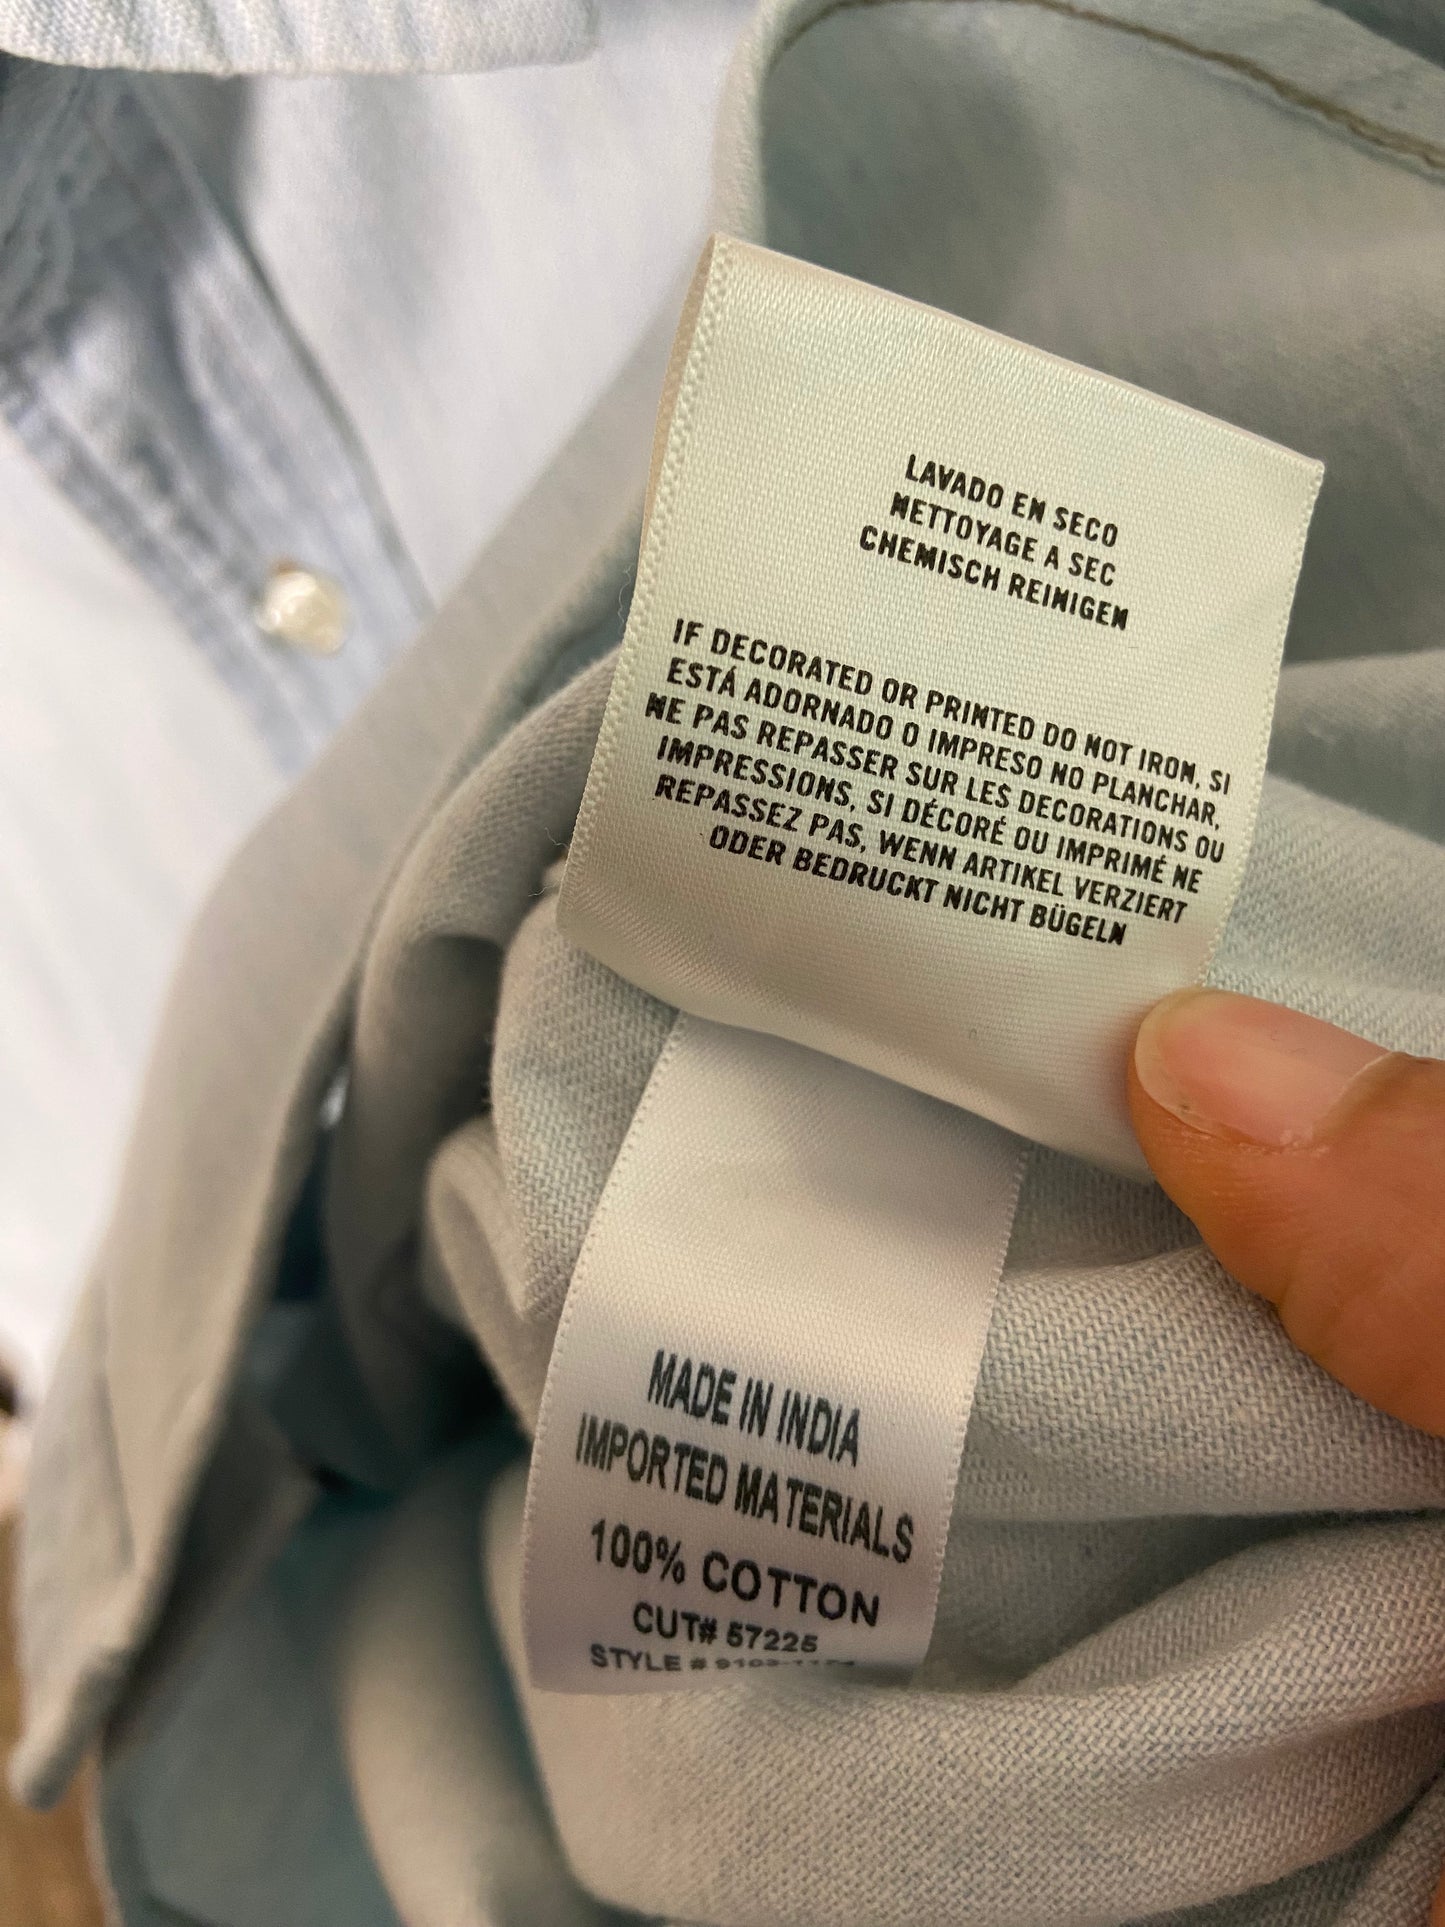 LAVADO EN SECO
NETTOYAGE A SEC
CHEMISCH REINIGEN
IF DECORATED OR PRINTED DO NOT IRON, SI
ESTÁ ADORNADO O IMPRESO NO PLANCHAR,
NE PAS REPASSER SUR LES DECORATIONS OU
IMPRESSIONS, SI DÉCORÉ OU IMPRIMÉ NE
REPASSEZ PAS, WENN ARTIKEL VERZIERT
ODER BEDRUCKT NICHT BÜGELN
MADE IN INDIA
IMPORTED MATERIALS
100% COTTON
CUT# 57225
STYLE #